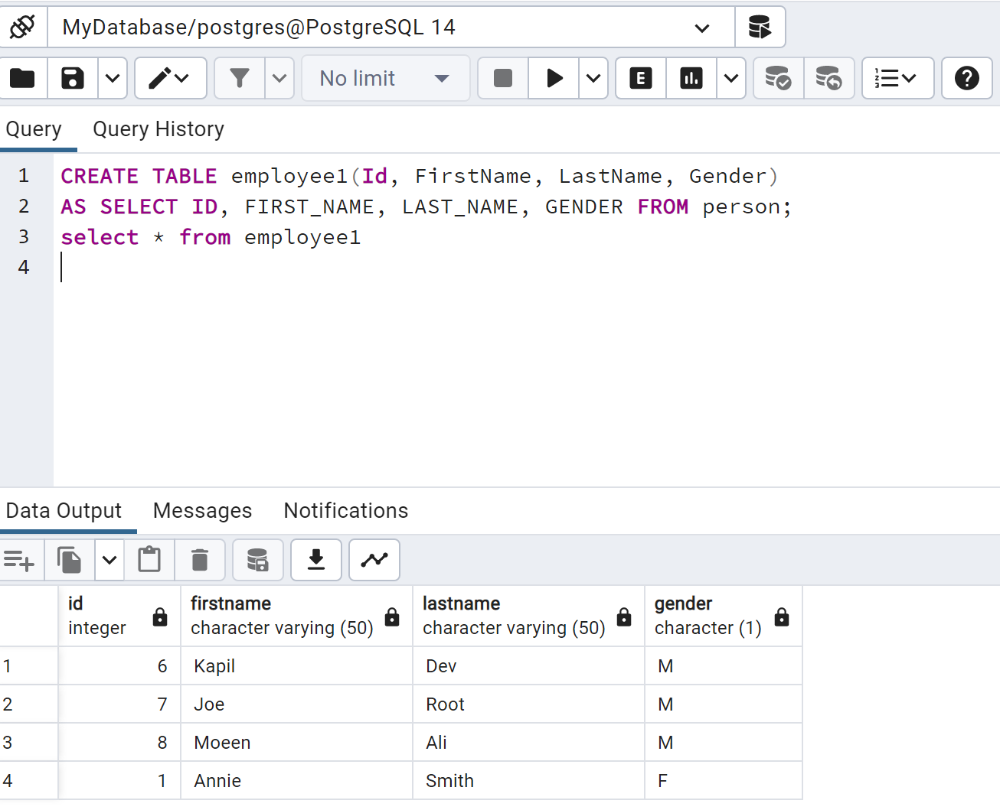 MyDatabase/postgres@PostgreSQL 14
No limit
E
Query Query History
1 CREATE TABLE employee1(Id, FirstName, LastName, Gender)
2 AS SELECT ID, FIRST_NAME, LAST_NAME, GENDER FROM person;
3 select * from employee1
4
Data Output Messages Notifications
id firstname lastname gender
integer character varying (50) character varying (50) character (1)
1 6 Kapil Dev M
2 7 Joe Root M
3 8 Moeen Ali M
4 1 Annie Smith F